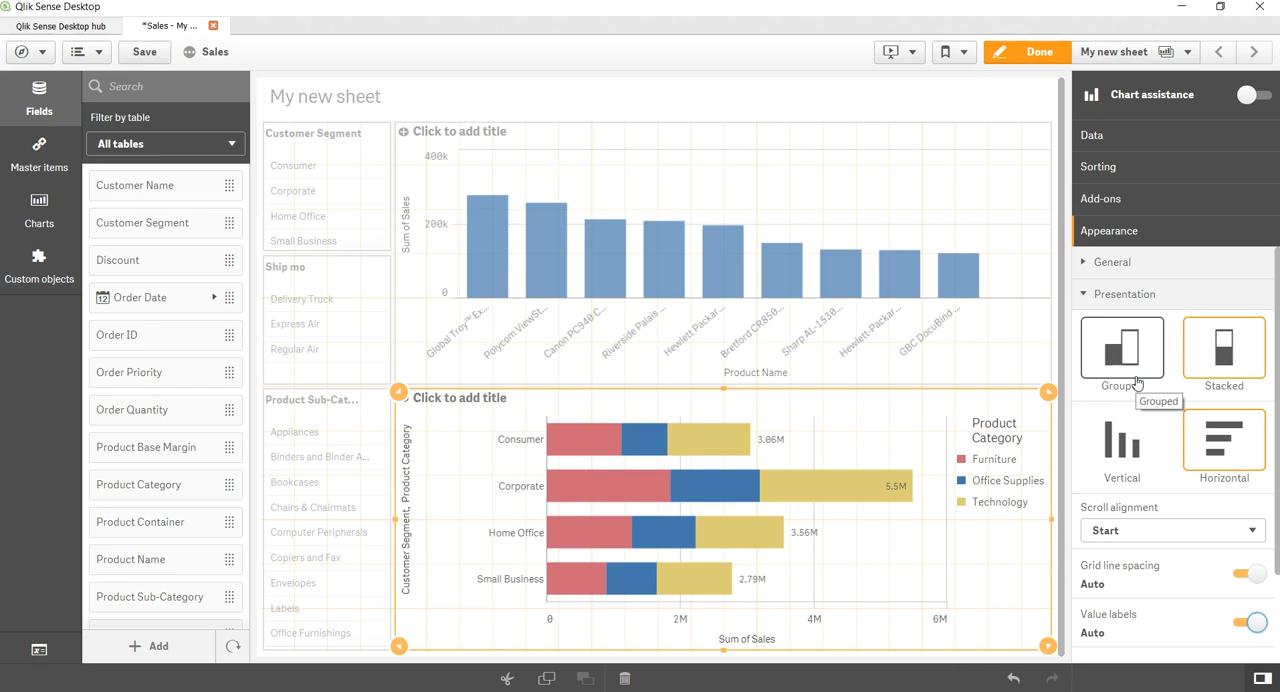 Qlik Sense Desktop
Qlik Sense Desktop hub
*Sales - My ...
Save
Sales
Done
My new sheet
Fields
Master items
Charts
Custom objects
Search
Filter by table
All tables
Customer Name
Customer Segment
Discount
Order Date
Order ID
Order Priority
Order Quantity
Product Base Margin
Product Category
Product Container
Product Name
Product Sub-Category
Add
My new sheet
Customer Segment
Consumer
Corporate
Home Office
Small Business
Ship mo
Delivery Truck
Express Air
Regular Air
Product Sub-Cat...
Appliances
Binders and Binder A...
Bookcases
Chairs & Chairmats
Computer Peripherals
Copiers and Fax
Envelopes
Labels
Office Furnishings
Click to add title
Sum of Sales
400k
200k
0
Global Troy™ Ex...
Polycom ViewSt...
Canon PC940 C...
Riverside Palais ...
Hewlett Packar...
Bretford CR850...
Sharp AL-1530...
Hewlett-Packar...
GBC DocuBind ...
Product Name
Click to add title
Customer Segment, Product Category
Consumer
3.06M
Corporate
5.5M
Home Office
3.56M
Small Business
2.79M
0
2M
4M
6M
Sum of Sales
Product
Category
Furniture
Office Supplies
Technology
Chart assistance
Data
Sorting
Add-ons
Appearance
General
Presentation
Group
Stacked
Grouped
Vertical
Horizontal
Scroll alignment
Start
Grid line spacing
Auto
Value labels
Auto